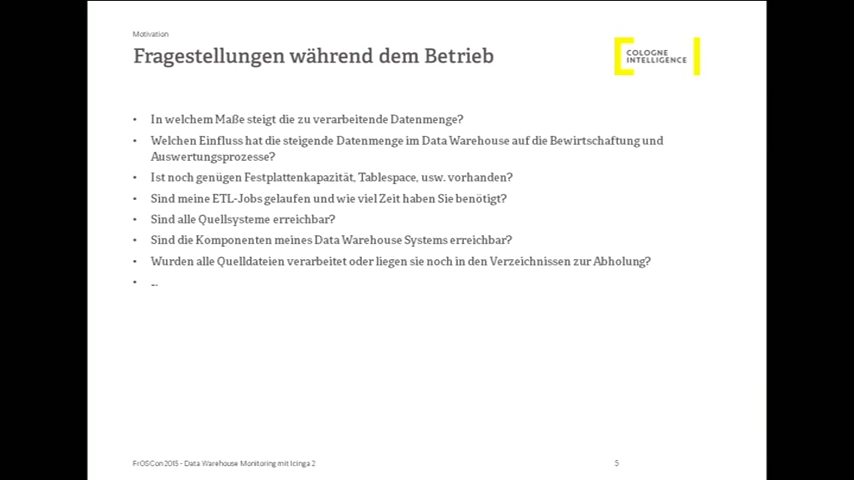 Motivation
Fragestellungen während dem Betrieb
COLOGNE
INTELLIGENCE
• In welchem Maße steigt die zu verarbeitende Datenmenge?
• Welchen Einfluss hat die steigende Datenmenge im Data Warehouse auf die Bewirtschaftung und
Auswertungsprozesse?
• Ist noch genügen Festplattenkapazität, Tablespace, usw. vorhanden?
• Sind meine ETL-Jobs gelaufen und wie viel Zeit haben Sie benötigt?
• Sind alle Quellsysteme erreichbar?
• Sind die Komponenten meines Data Warehouse Systems erreichbar?
• Wurden alle Quelldateien verarbeitet oder liegen sie noch in den Verzeichnissen zur Abholung?
• ...
FrOSCon 2015 - Data Warehouse Monitoring mit Icinga 2
5